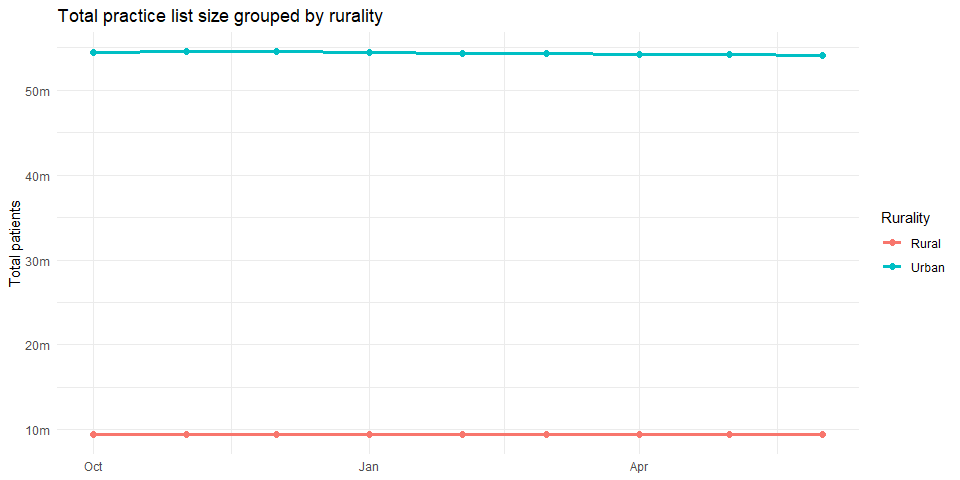 Total practice list size grouped by rurality
50m
40m
30m
20m
10m
Total patients
Oct
Jan
Apr
Rurality
Rural
Urban